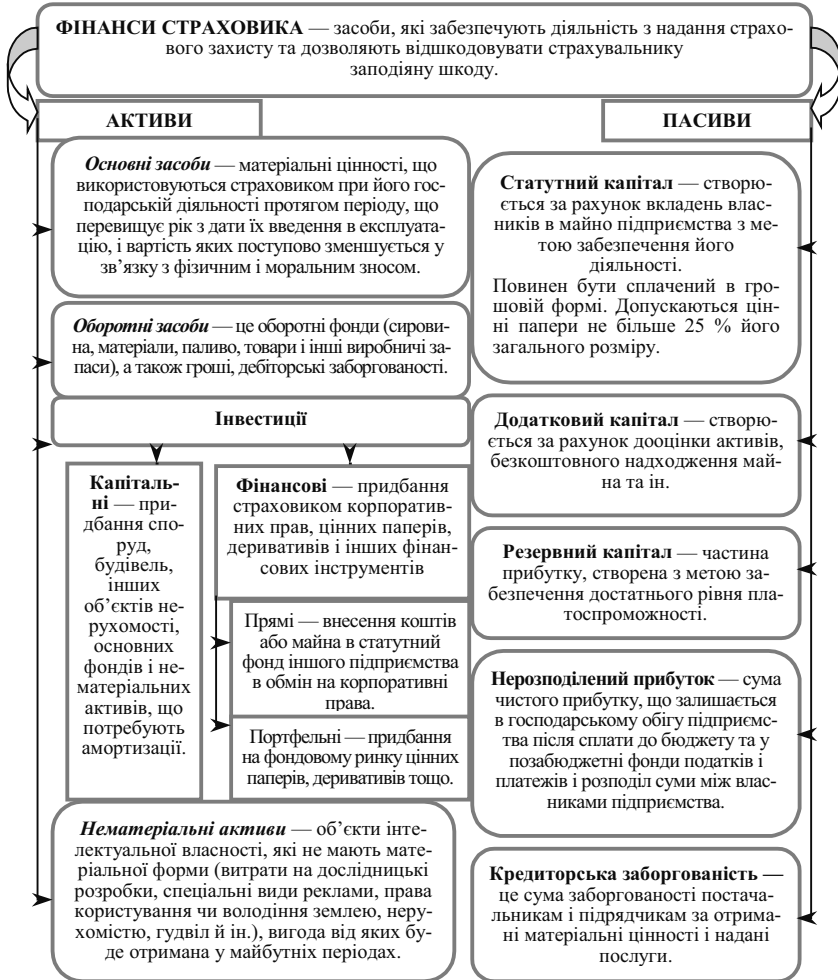 ФІНАНСИ СТРАХОВИКА — засоби, які забезпечують діяльність з надання страхо-
вого захисту та дозволяють відшкодовувати страхувальнику
заподіяну шкоду.
АКТИВИ
Основні засоби — матеріальні цінності, що
використовуються страховиком при його гос-
подарській діяльності протягом періоду, що
перевищує рік з дати їх введення в експлуата-
цію, і вартість яких поступово зменшується у
зв’язку з фізичним і моральним зносом.
Оборотні засоби — це оборотні фонди (сирови-
на, матеріали, паливо, товари і інші виробничі за-
паси), а також гроші, дебіторські заборгованості.
Інвестиції
Капіталь-
ні — при-
дбання спо-
руд,
будівель,
інших
об’єктів не-
рухомості,
основних
фондів і не-
матеріальних
активів, що
потребують
амортизації.
Фінансові — придбання
страховиком корпоратив-
них прав, цінних паперів,
деривативів і інших фінан-
сових інструментів
Прямі — внесення коштів
або майна в статутний
фонд іншого підприємства
в обмін на корпоративні
права.
Портфельні — придбання
на фондовому ринку цінних
паперів, деривативів тощо.
Нематеріальні активи — об’єкти інте-
лектуальної власності, які не мають мате-
ріальної форми (витрати на дослідницькі
розробки, спеціальні види реклами, права
користування чи володіння землею, неру-
хомістю, гудвіл й ін.), вигода від яких бу-
де отримана у майбутніх періодах.
ПАСИВИ
Статутний капітал — створю-
ється за рахунок вкладень влас-
ників в майно підприємства з ме-
тою забезпечення його
діяльності.
Повинен бути сплачений в гро-
шовій формі. Допускаються цін-
ні папери не більше 25 % його
загального розміру.
Додатковий капітал — створю-
ється за рахунок дооцінки активів,
безкоштовного надходження май-
на та ін.
Резервний капітал — частина
прибутку, створена з метою за-
безпечення достатнього рівня пла-
тоспроможності.
Нерозподілений прибуток — сума
чистого прибутку, що залишається
в господарському обігу підприємс-
тва після сплати до бюджету та у
позабюджетні фонди податків і
платежів і розподіл суми між влас-
никами підприємства.
Кредиторська заборгованість —
це сума заборгованості постача-
льникам і підрядчикам за отрима-
ні матеріальні цінності і надані
послуги.